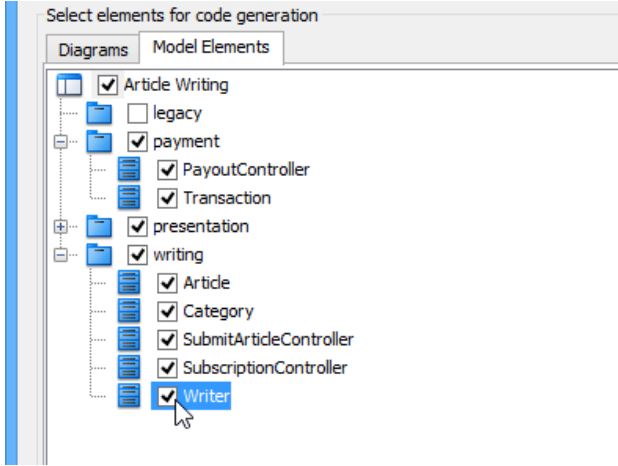 Select elements for code generation
Diagrams Model Elements
Article Writing
legacy
payment
PayoutController
Transaction
presentation
writing
Article
Category
SubmitArticleController
SubscriptionController
Writer